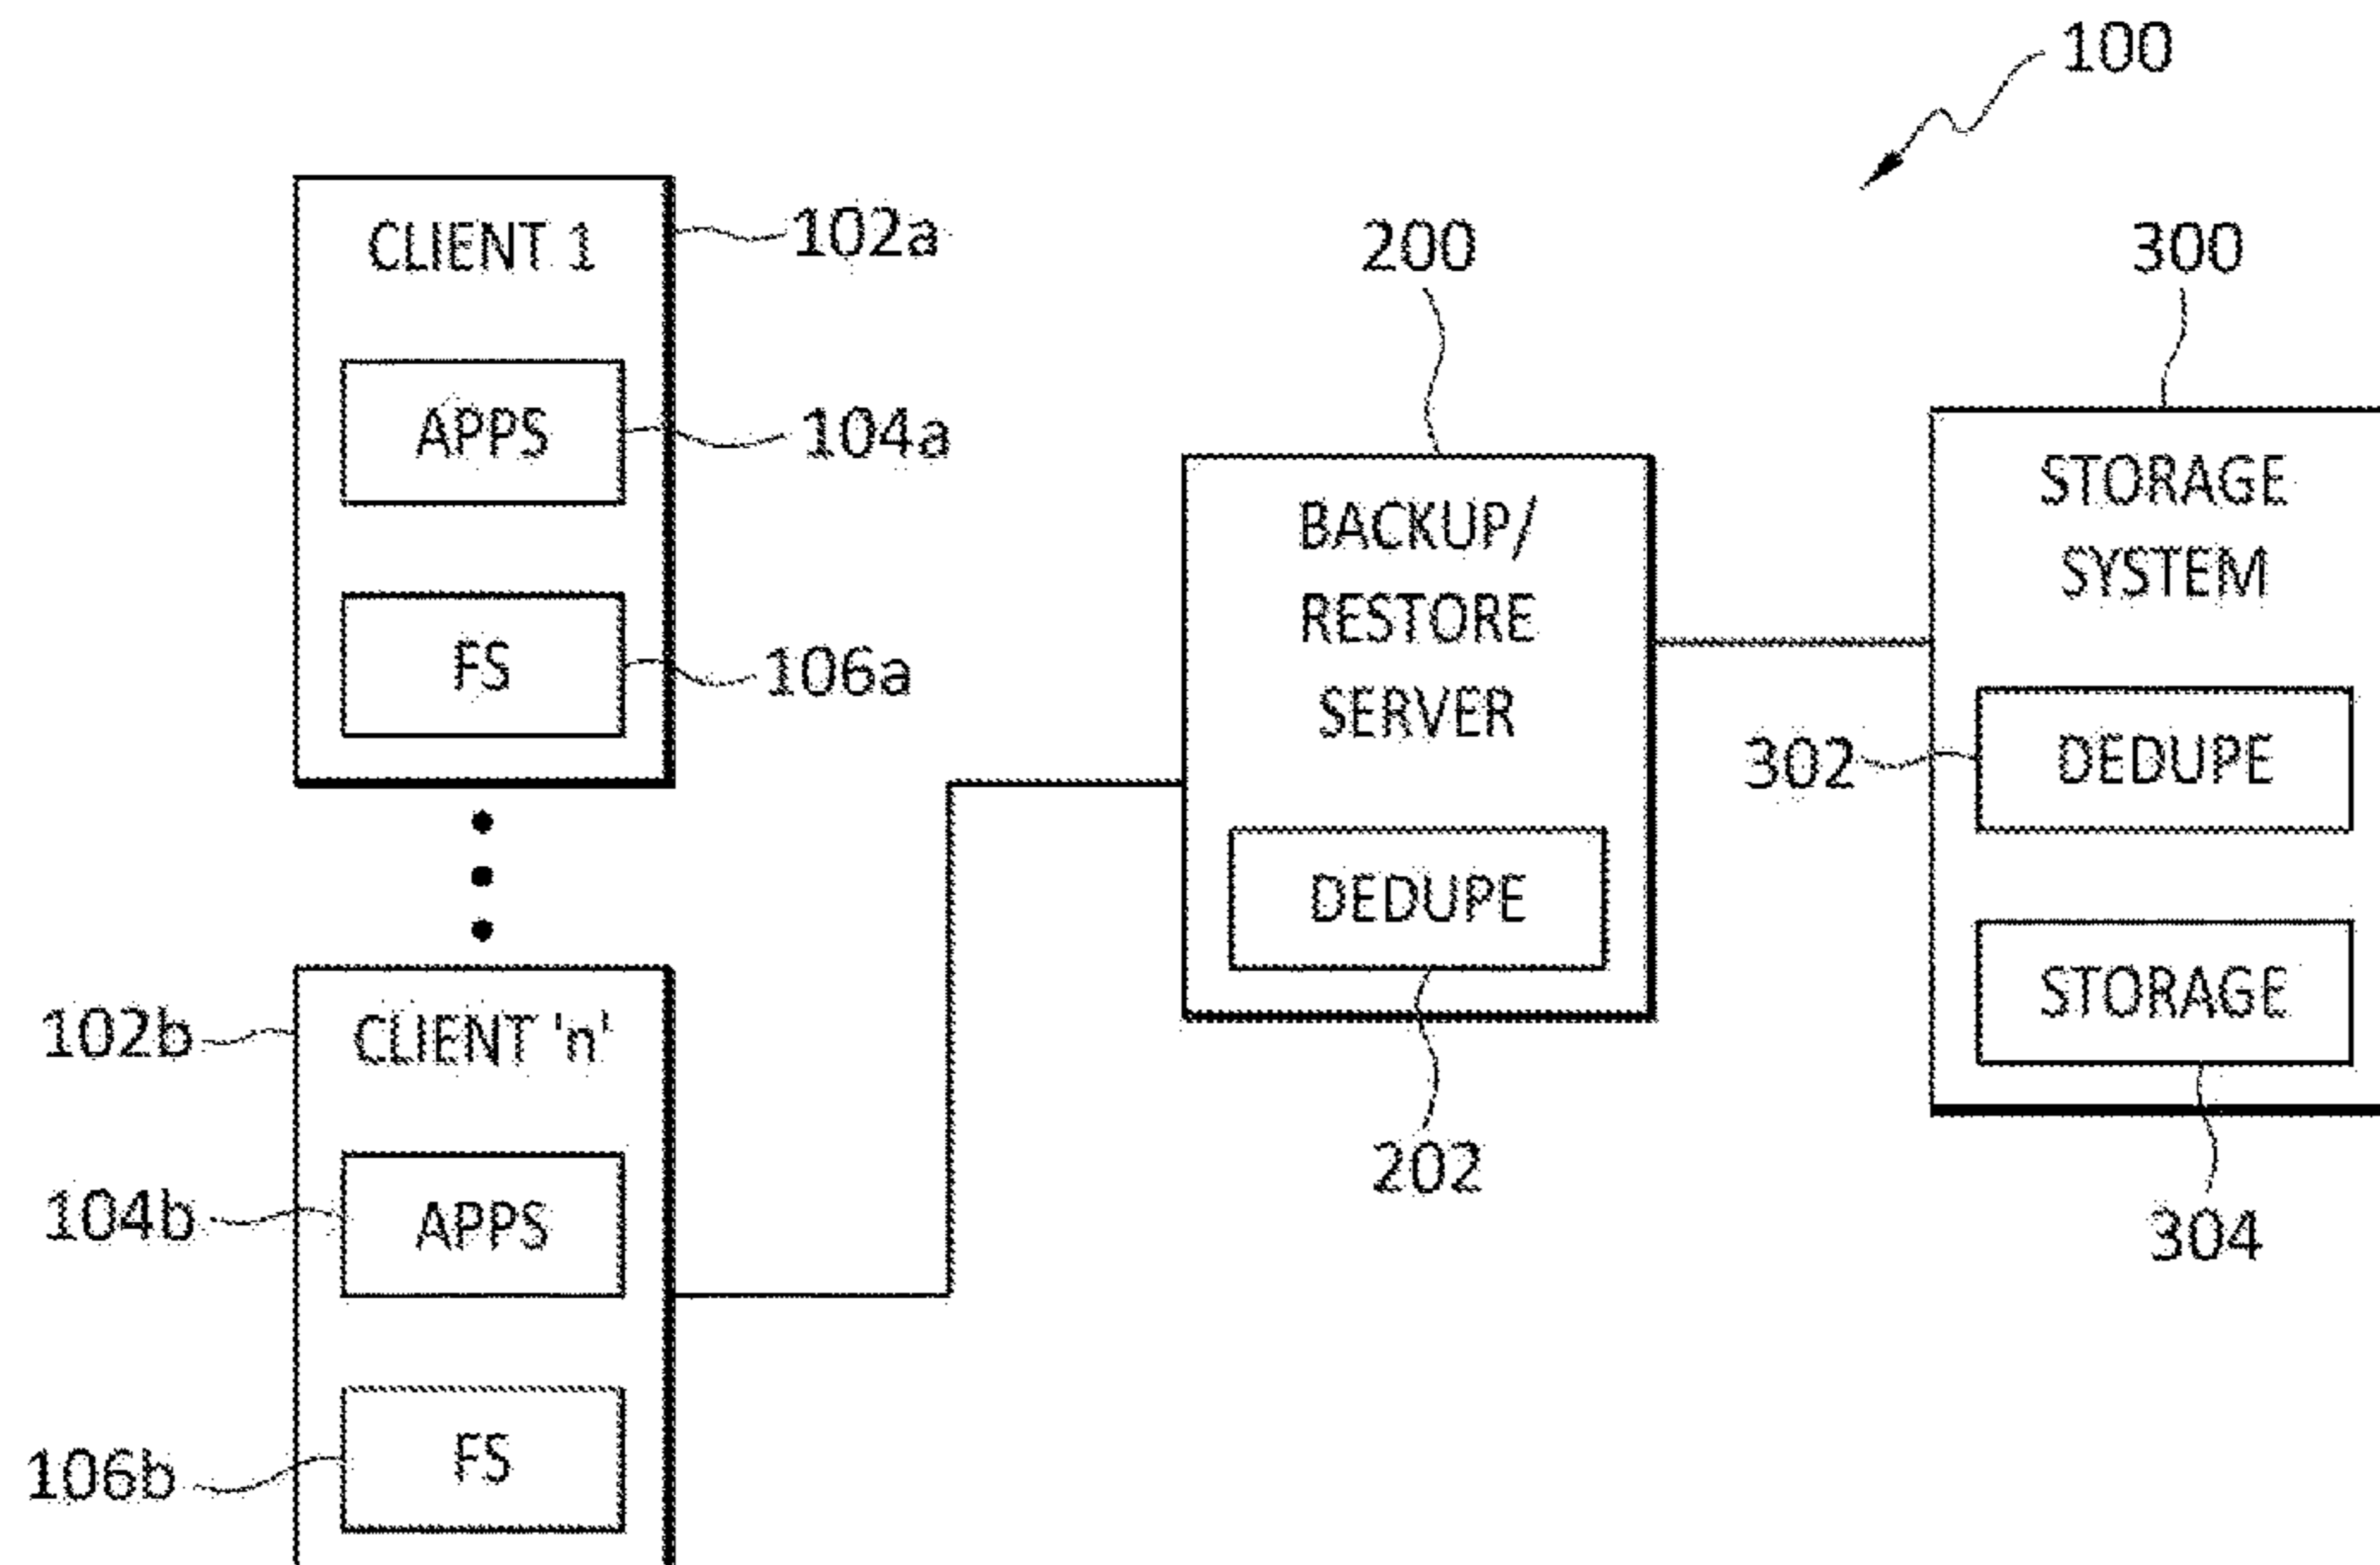 100
CLIENT 1
102a
APPS
104a
FS
106a
200
BACKUP/
RESTORE
SERVER
DEDUPE
202
300
STORAGE
SYSTEM
302
DEDUPE
STORAGE
304
102b
CLIENT 'n'
104b
APPS
106b
FS